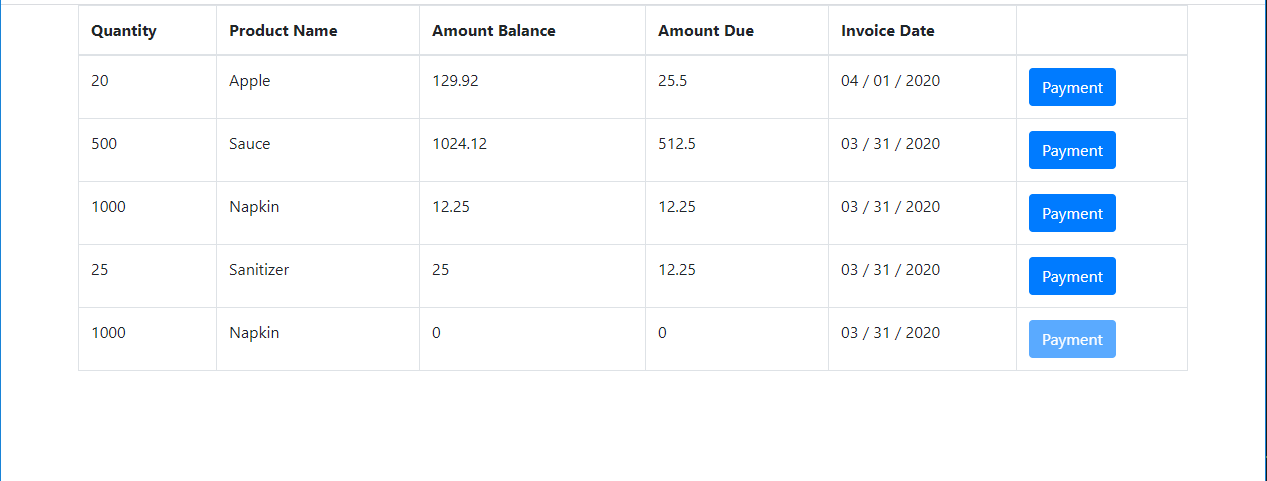 Quantity Product Name Amount Balance Amount Due Invoice Date
20 Apple 129.92 25.5 04 / 01 / 2020 Payment
500 Sauce 1024.12 512.5 03 / 31 / 2020 Payment
1000 Napkin 12.25 12.25 03 / 31 / 2020 Payment
25 Sanitizer 25 12.25 03 / 31 / 2020 Payment
1000 Napkin 0 0 03 / 31 / 2020 Payment